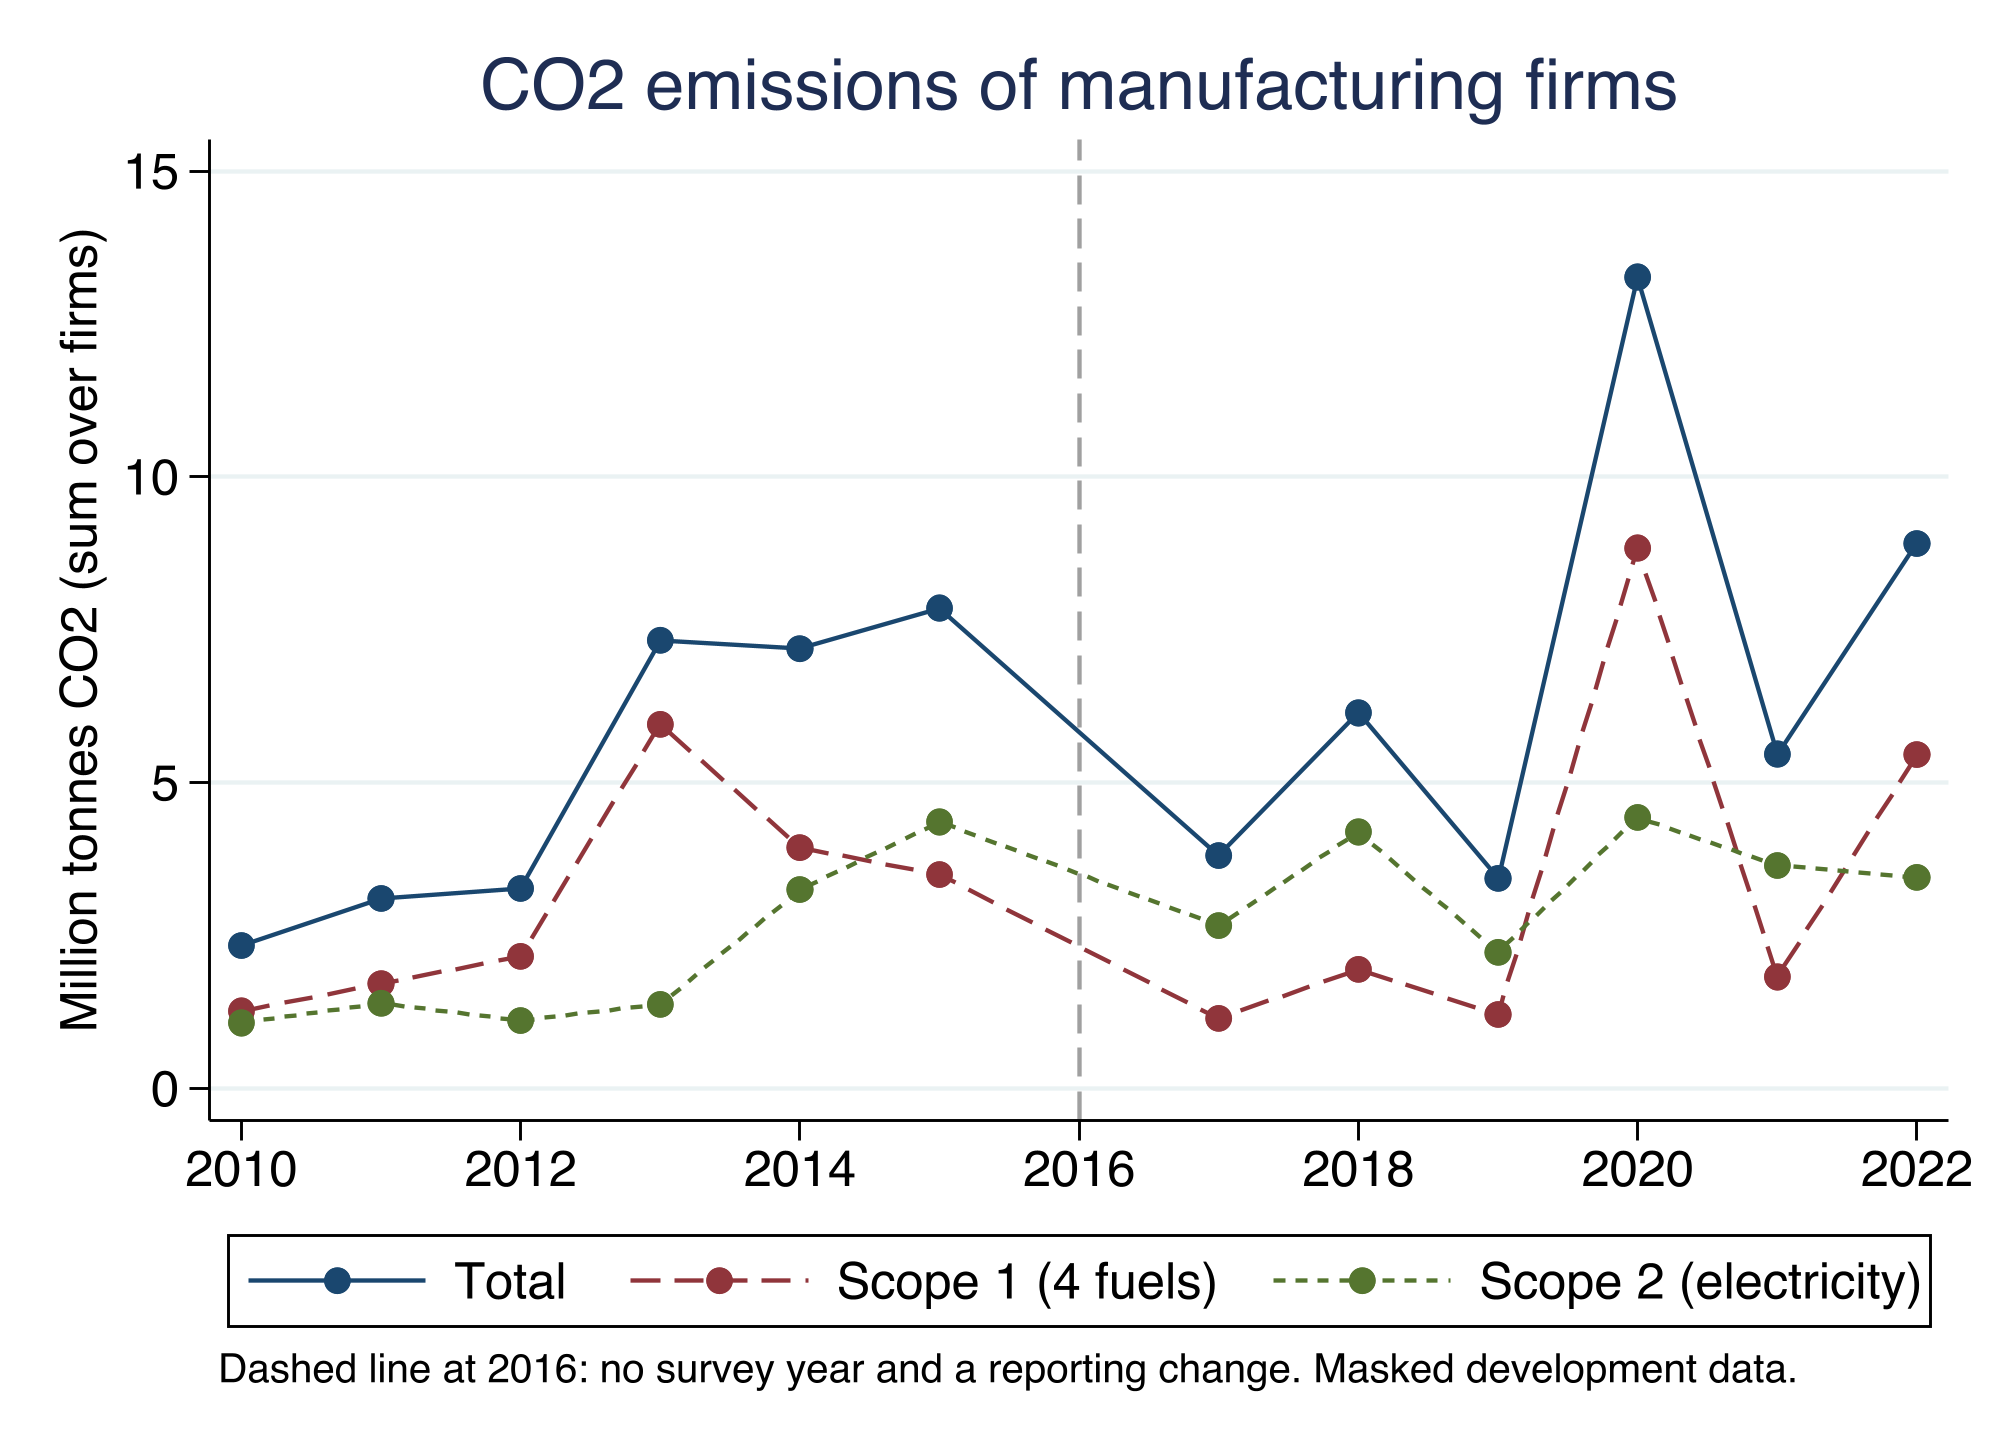 CO2 emissions of manufacturing firms
Million tonnes CO2 (sum over firms)
15
10
5
0
2010 2012 2014 2016 2018 2020 2022
Total Scope 1 (4 fuels) Scope 2 (electricity)
Dashed line at 2016: no survey year and a reporting change. Masked development data.